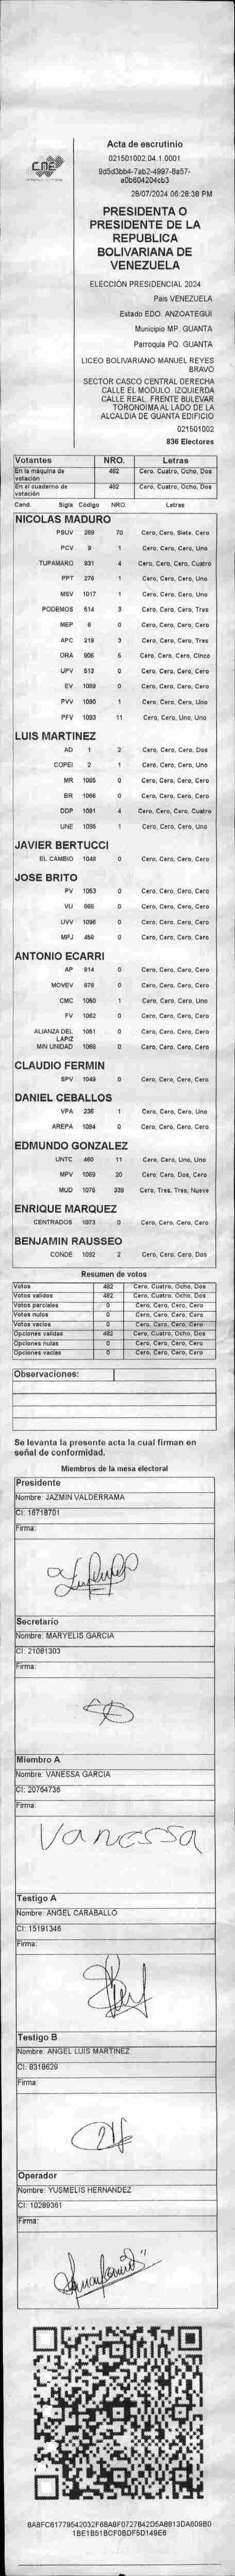 CNE
Acta de escrutinio
021501002.04.1.0001
9d5d3bb4-7ab2-4997-8a57-
a0b604204cb3
28/07/2024 06:28:38 PM
PRESIDENTA O
PRESIDENTE DE LA
REPUBLICA
BOLIVARIANA DE
VENEZUELA
ELECCIÓN PRESIDENCIAL 2024
País VENEZUELA
Estado EDO. ANZOATEGUI
Municipio MP. GUANTA
Parroquia PQ. GUANTA
LICEO BOLIVARIANO MANUEL REYES
BRAVO
SECTOR CASCO CENTRAL DERECHA
CALLE EL MODULO. IZQUIERDA
CALLE REAL. FRENTE BULEVAR
TORONOIMA AL LADO DE LA
ALCALDIA DE GUANTA EDIFICIO
021501002
836 Electores
Votantes NRO. Letras
En la máquina de votación 482 Cero, Cuatro, Ocho, Dos
En el cuaderno de votación 482 Cero, Cuatro, Ocho, Dos
Cand. Sigla Código NRO. Letras
NICOLAS MADURO
PSUV 269 70 Cero, Cero, Siete, Cero
PCV 9 1 Cero, Cero, Cero, Uno
TUPAMARO 931 4 Cero, Cero, Cero, Cuatro
PPT 276 1 Cero, Cero, Cero, Uno
MSV 1017 1 Cero, Cero, Cero, Uno
PODEMOS 514 3 Cero, Cero, Cero, Tres
MEP 6 0 Cero, Cero, Cero, Cero
APC 219 3 Cero, Cero, Cero, Tres
ORA 906 5 Cero, Cero, Cero, Cinco
UPV 513 0 Cero, Cero, Cero, Cero
EV 1089 0 Cero, Cero, Cero, Cero
PVV 1090 1 Cero, Cero, Cero, Uno
PFV 1093 11 Cero, Cero, Uno, Uno
LUIS MARTINEZ
AD 1 2 Cero, Cero, Cero, Dos
COPEI 2 1 Cero, Cero, Cero, Uno
MR 1065 0 Cero, Cero, Cero, Cero
BR 1066 0 Cero, Cero, Cero, Cero
DDP 1091 4 Cero, Cero, Cero, Cuatro
UNE 1095 1 Cero, Cero, Cero, Uno
JAVIER BERTUCCI
EL CAMBIO 1048 0 Cero, Cero, Cero, Cero
JOSE BRITO
PV 1053 0 Cero, Cero, Cero, Cero
VU 968 0 Cero, Cero, Cero, Cero
UVV 1096 0 Cero, Cero, Cero, Cero
MPJ 459 0 Cero, Cero, Cero, Cero
ANTONIO ECARRI
AP 914 0 Cero, Cero, Cero, Cero
MOVEV 978 0 Cero, Cero, Cero, Cero
CMC 1050 1 Cero, Cero, Cero, Uno
FV 1062 0 Cero, Cero, Cero, Cero
ALIANZA DEL LAPIZ 1051 0 Cero, Cero, Cero, Cero
MIN UNIDAD 1068 0 Cero, Cero, Cero, Cero
CLAUDIO FERMIN
SPV 1049 0 Cero, Cero, Cero, Cero
DANIEL CEBALLOS
VPA 236 1 Cero, Cero, Cero, Uno
AREPA 1094 0 Cero, Cero, Cero, Cero
EDMUNDO GONZALEZ
UNTC 460 11 Cero, Cero, Uno, Uno
MPV 1069 20 Cero, Cero, Dos, Cero
MUD 1075 339 Cero, Tres, Tres, Nueve
ENRIQUE MARQUEZ
CENTRADOS 1073 0 Cero, Cero, Cero, Cero
BENJAMIN RAUSSEO
CONDE 1092 2 Cero, Cero, Cero, Dos
Resumen de votos
Votos 482 Cero, Cuatro, Ocho, Dos
Votos validos 482 Cero, Cuatro, Ocho, Dos
Votos parciales 0 Cero, Cero, Cero, Cero
Votos nulos 0 Cero, Cero, Cero, Cero
Votos vacios 0 Cero, Cero, Cero, Cero
Opciones validas 482 Cero, Cuatro, Ocho, Dos
Opciones nulas 0 Cero, Cero, Cero, Cero
Opciones vacias 0 Cero, Cero, Cero, Cero
Observaciones:
Se levanta la presente acta la cual firman en
señal de conformidad.
Miembros de la mesa electoral
Presidente
Nombre: JAZMIN VALDERRAMA
CI: 16718701
Firma:
Secretario
Nombre: MARYELIS GARCIA
CI: 21081303
Firma:
Miembro A
Nombre: VANESSA GARCIA
CI: 20764736
Firma:
Vanessa
Testigo A
Nombre: ANGEL CARABALLO
CI: 15191346
Firma:
Testigo B
Nombre: ANGEL LUIS MARTINEZ
CI: 8318629
Firma:
Operador
Nombre: YUSMELIS HERNANDEZ
CI: 10289361
Firma:
8A8FC61779542032F68A8F0727842D5A8813DA609B0
1BE1B51BCF0BDF5D149E6